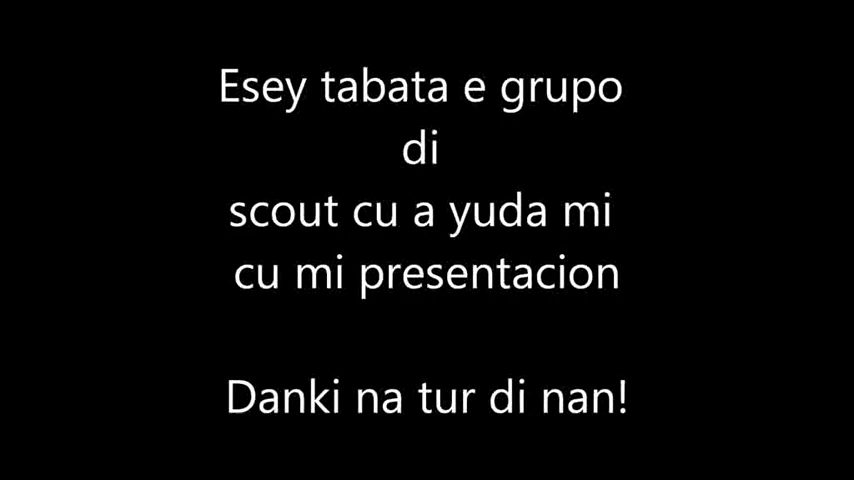 Esey tabata e grupo
di
scout cu a yuda mi
cu mi presentacion
Danki na tur di nan!